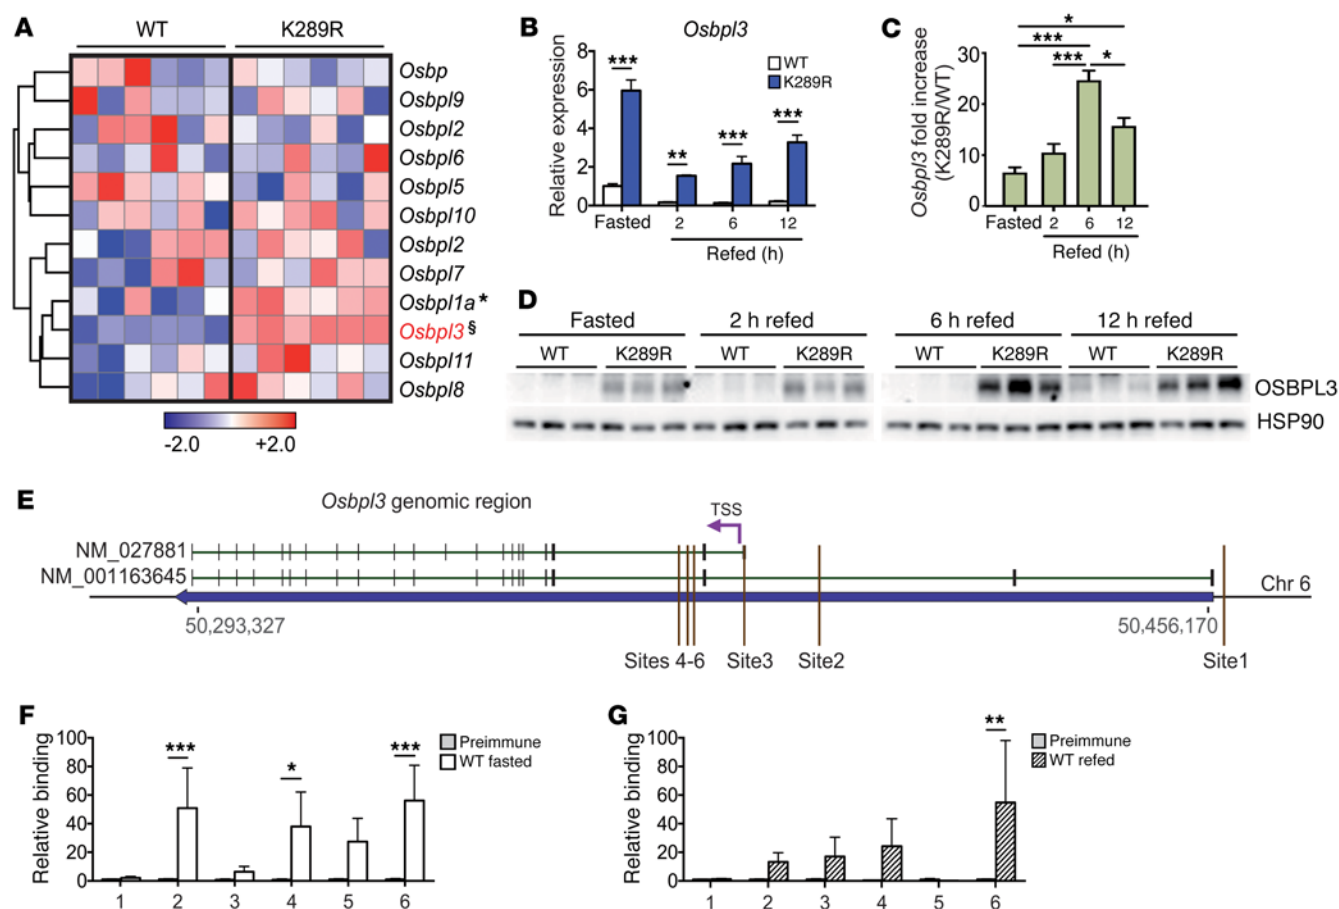 A
WT K289R
Osbp
Osbpl9
Osbpl2
Osbpl6
Osbpl5
Osbpl10
Osbpl2
Osbpl7
Osbpl1a*
Osbpl3§
Osbpl11
Osbpl8
-2.0 +2.0
B
Osbpl3
Relative expression
8
6
4
2
0
WT
K289R
***
**
***
***
Fasted 2 6 12
Refed (h)
C
Osbpl3 fold increase
(K289R/WT)
30
20
10
0
*
***
*** *
Fasted 2 6 12
Refed (h)
D
Fasted 2 h refed 6 h refed 12 h refed
WT K289R WT K289R WT K289R WT K289R
OSBPL3
HSP90
E
Osbpl3 genomic region
TSS
NM_027881
NM_001163645
Chr 6
50,293,327 50,456,170
Sites 4-6 Site3 Site2 Site1
F
Relative binding
100
80
60
40
20
0
*** * ***
Preimmune
WT fasted
1 2 3 4 5 6
G
Relative binding
100
80
60
40
20
0
**
Preimmune
WT refed
1 2 3 4 5 6